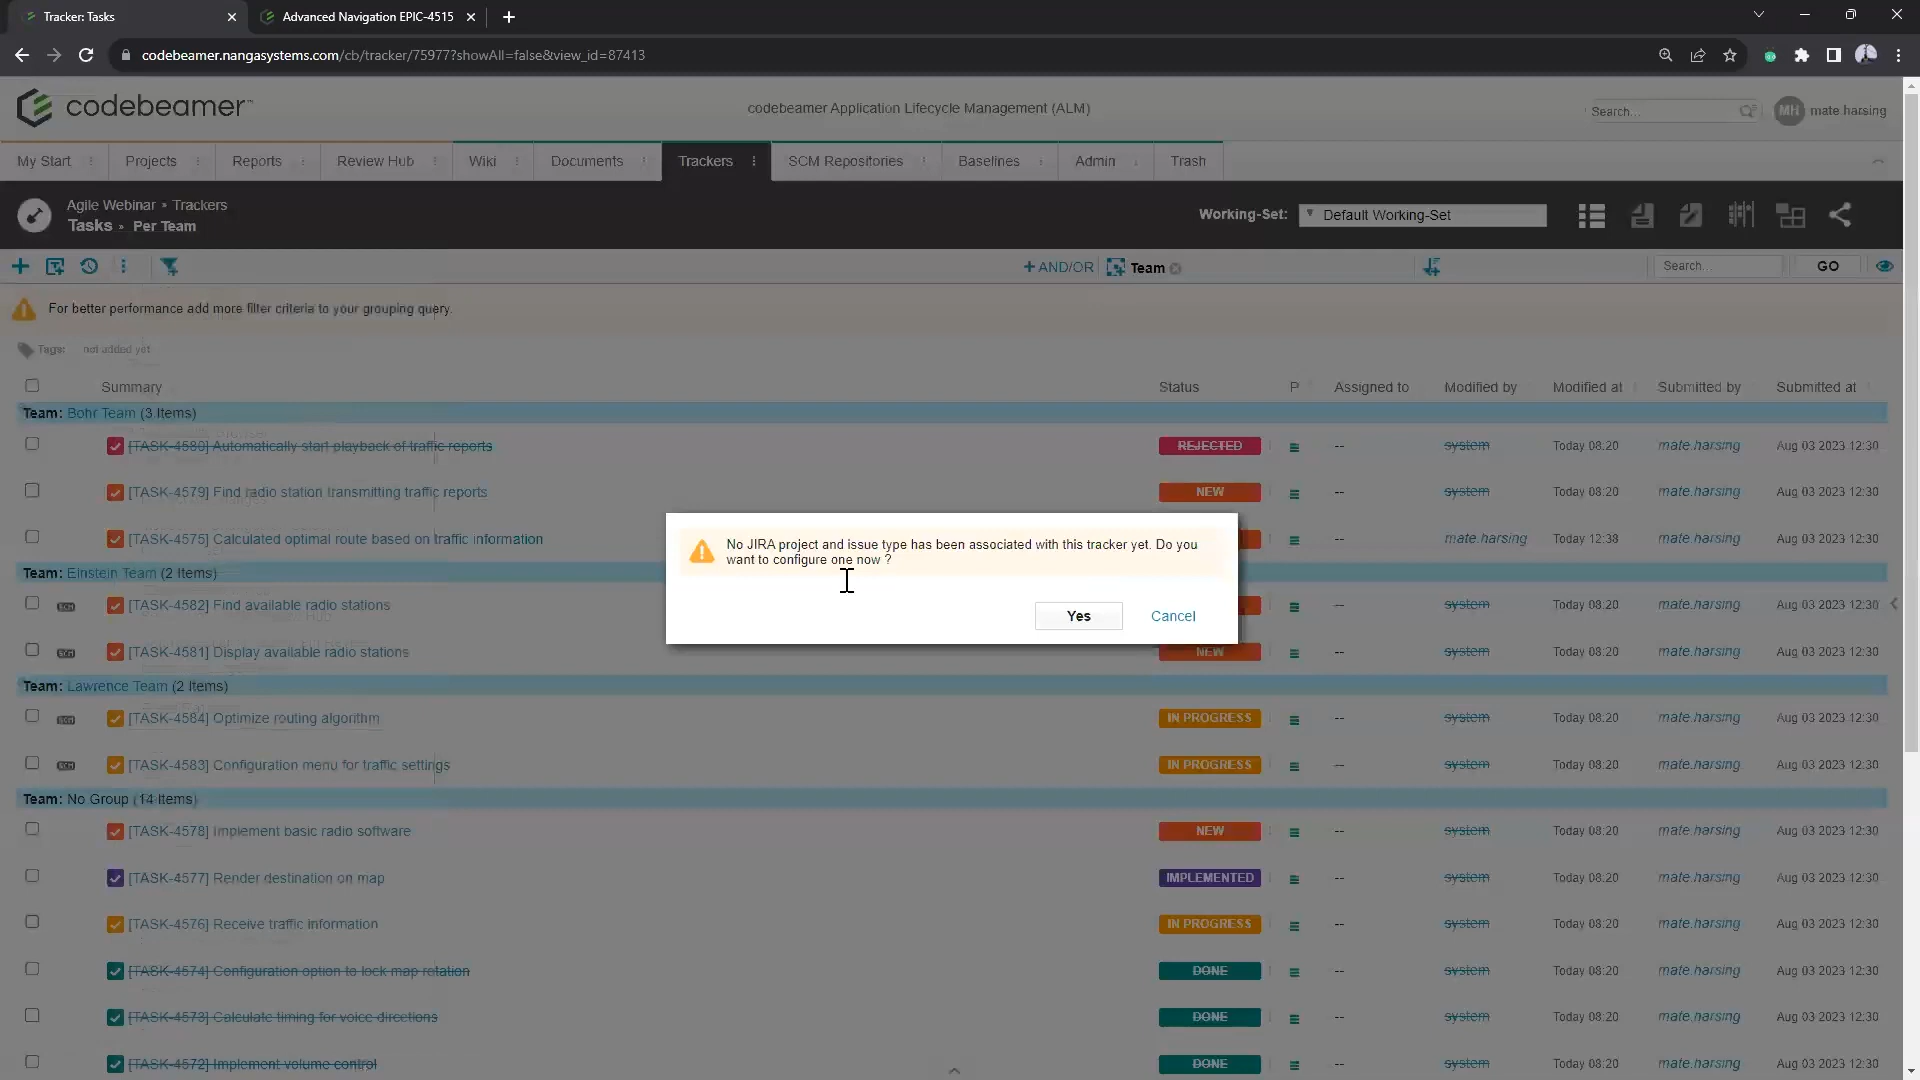 Tracker: Tasks
Advanced Navigation EPIC-4515
codebeamer.nangasystems.com/cb/tracker/75977?showAll=false&view_id=87413
codebeamer
codebeamer Application Lifecycle Management (ALM)
Search...
MH mate.harsing
My Start Projects Reports Review Hub Wiki Documents Trackers SCM Repositories Baselines Admin Trash
Agile Webinar Trackers
Tasks Per Team
Working-Set: Default Working-Set
AND/OR Team Search... GO
For better performance add more filter criteria to your grouping query.
Tags: not added yet
Summary Status P Assigned to Modified by Modified at Submitted by Submitted at
Team: Bohr Team (3 Items)
[TASK-4580] Automatically start playback of traffic reports REJECTED -- system Today 08:20 mate.harsing Aug 03 2023 12:30
[TASK-4579] Find radio station transmitting traffic reports NEW -- system Today 08:20 mate.harsing Aug 03 2023 12:30
[TASK-4575] Calculated optimal route based on traffic information -- mate.harsing Today 12:38 mate.harsing Aug 03 2023 12:30
Team: Einstein Team (2 Items)
[TASK-4582] Find available radio stations -- system Today 08:20 mate.harsing Aug 03 2023 12:30
[TASK-4581] Display available radio stations NEW -- system Today 08:20 mate.harsing Aug 03 2023 12:30
No JIRA project and issue type has been associated with this tracker yet. Do you
want to configure one now ?
Yes Cancel
Team: Lawrence Team (2 Items)
[TASK-4584] Optimize routing algorithm IN PROGRESS -- system Today 08:20 mate.harsing Aug 03 2023 12:30
[TASK-4583] Configuration menu for traffic settings IN PROGRESS -- system Today 08:20 mate.harsing Aug 03 2023 12:30
Team: No Group (14 Items)
[TASK-4578] Implement basic radio software NEW -- system Today 08:20 mate.harsing Aug 03 2023 12:30
[TASK-4577] Render destination on map IMPLEMENTED -- system Today 08:20 mate.harsing Aug 03 2023 12:30
[TASK-4576] Receive traffic information IN PROGRESS -- system Today 08:20 mate.harsing Aug 03 2023 12:30
[TASK-4574] Configuration option to lock map rotation DONE -- system Today 08:20 mate.harsing Aug 03 2023 12:30
[TASK-4573] Calculate timing for voice directions DONE -- system Today 08:20 mate.harsing Aug 03 2023 12:30
[TASK-4572] Implement volume control DONE -- system Today 08:20 mate.harsing Aug 03 2023 12:30